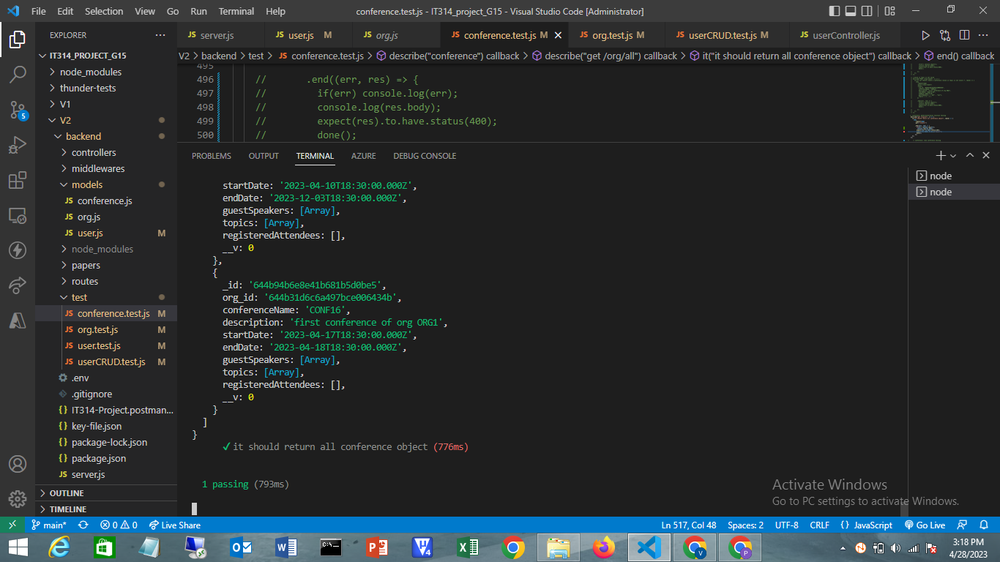 File Edit Selection View Go Run Terminal Help
conference.test.js - IT314_project_G15 - Visual Studio Code [Administrator]
EXPLORER
server.js
user.js M
org.js
conference.test.js M
org.test.js M
userCRUD.test.js M
userController.js
IT314_PROJECT_G15
V2 > backend > test > conference.test.js > describe("conference") callback > describe("get /org/all") callback > it("it should return all conference object") callback > end() callback
node_modules
thunder-tests
V1
V2
backend
controllers
middlewares
models
conference.js
org.js
user.js M
node_modules
papers
routes
test
conference.test.js M
org.test.js M
user.test.js M
userCRUD.test.js M
.env
.gitignore
IT314-Project.postman...
key-file.json
package-lock.json
package.json
server.js
OUTLINE
TIMELINE
5
495
496 // .end((err, res) => {
497 // if(err) console.log(err);
498 // console.log(res.body);
499 // expect(res).to.have.status(400);
500 // done();
PROBLEMS OUTPUT TERMINAL AZURE DEBUG CONSOLE
node
node
startDate: '2023-04-10T18:30:00.000Z',
endDate: '2023-12-03T18:30:00.000Z',
guestSpeakers: [Array],
topics: [Array],
registeredAttendees: [],
__v: 0
},
{
_id: '644b94b6e8e41b681b5d0be5',
org_id: '644b31d6c6a497bce006434b',
conferenceName: 'CONF16',
description: 'first conference of org ORG1',
startDate: '2023-04-17T18:30:00.000Z',
endDate: '2023-04-18T18:30:00.000Z',
guestSpeakers: [Array],
topics: [Array],
registeredAttendees: [],
__v: 0
}
]
}
✓ it should return all conference object (776ms)
1 passing (793ms)
Activate Windows
Go to PC settings to activate Windows.
main* 0 0 Live Share
Ln 517, Col 48 Spaces: 2 UTF-8 CRLF { } JavaScript Go Live
3:18 PM
4/28/2023